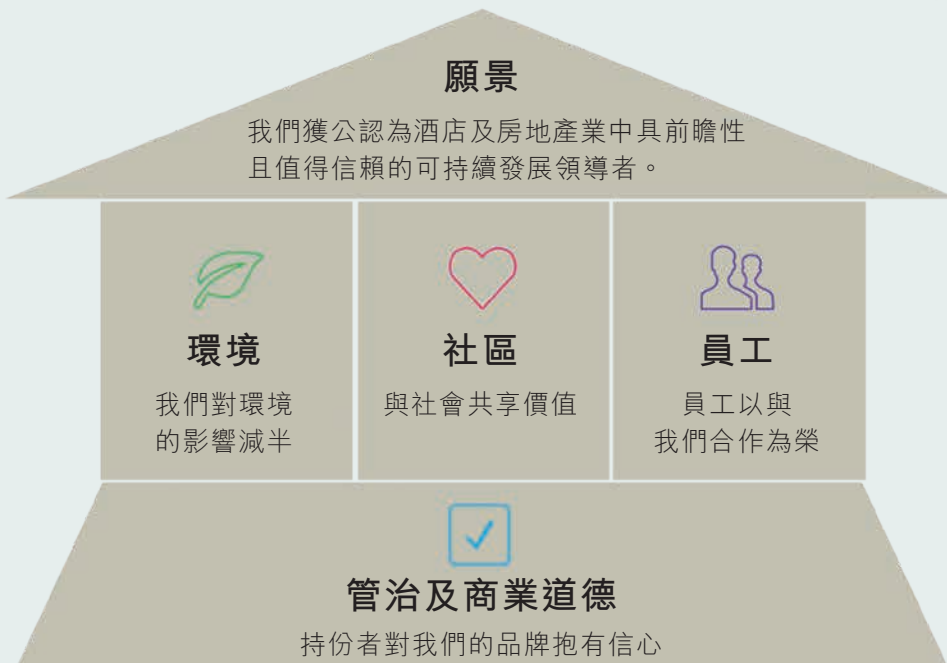 願景
我們獲公認為酒店及房地產業中具前瞻性
且值得信賴的可持續發展領導者。
環境
我們對環境
的影響減半
社區
與社會共享價值
員工
員工以與
我們合作為榮
管治及商業道德
持份者對我們的品牌抱有信心